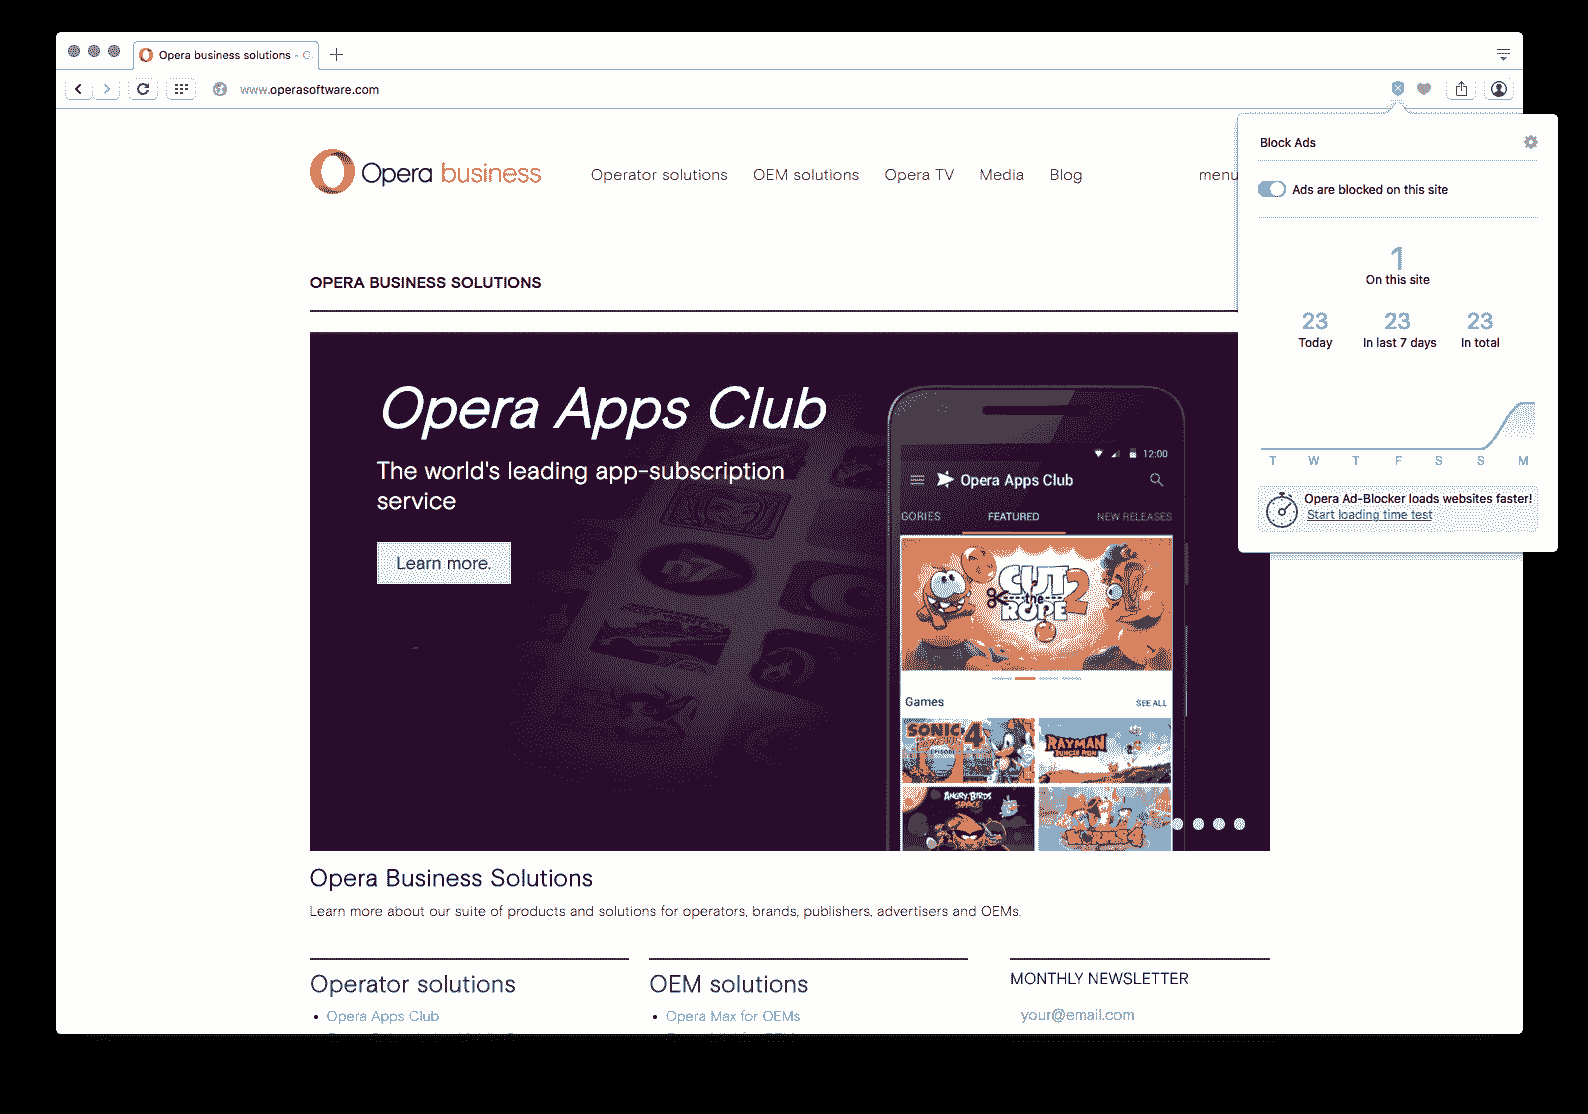 Opera business solutions - O
www.operasoftware.com
Opera business
Operator solutions
OEM solutions
Opera TV
Media
Blog
menu
Block Ads
Ads are blocked on this site
1
On this site
23
23
23
Today
In last 7 days
In total
T W T F S S M
Opera Ad-Blocker loads websites faster!
Start loading time test
OPERA BUSINESS SOLUTIONS
Opera Apps Club
The world's leading app-subscription
service
Learn more.
12:00
Opera Apps Club
GORIES
FEATURED
NEW RELEASES
CUT
the
ROPE
2
Games
SEE ALL
SONIC 4
EPISODE
RAYMAN
JUNGLE RUN
ANGRY BIRDS
SPACE
Opera Business Solutions
Learn more about our suite of products and solutions for operators, brands, publishers, advertisers and OEMs.
Operator solutions
Opera Apps Club
OEM solutions
Opera Max for OEMs
MONTHLY NEWSLETTER
your@email.com